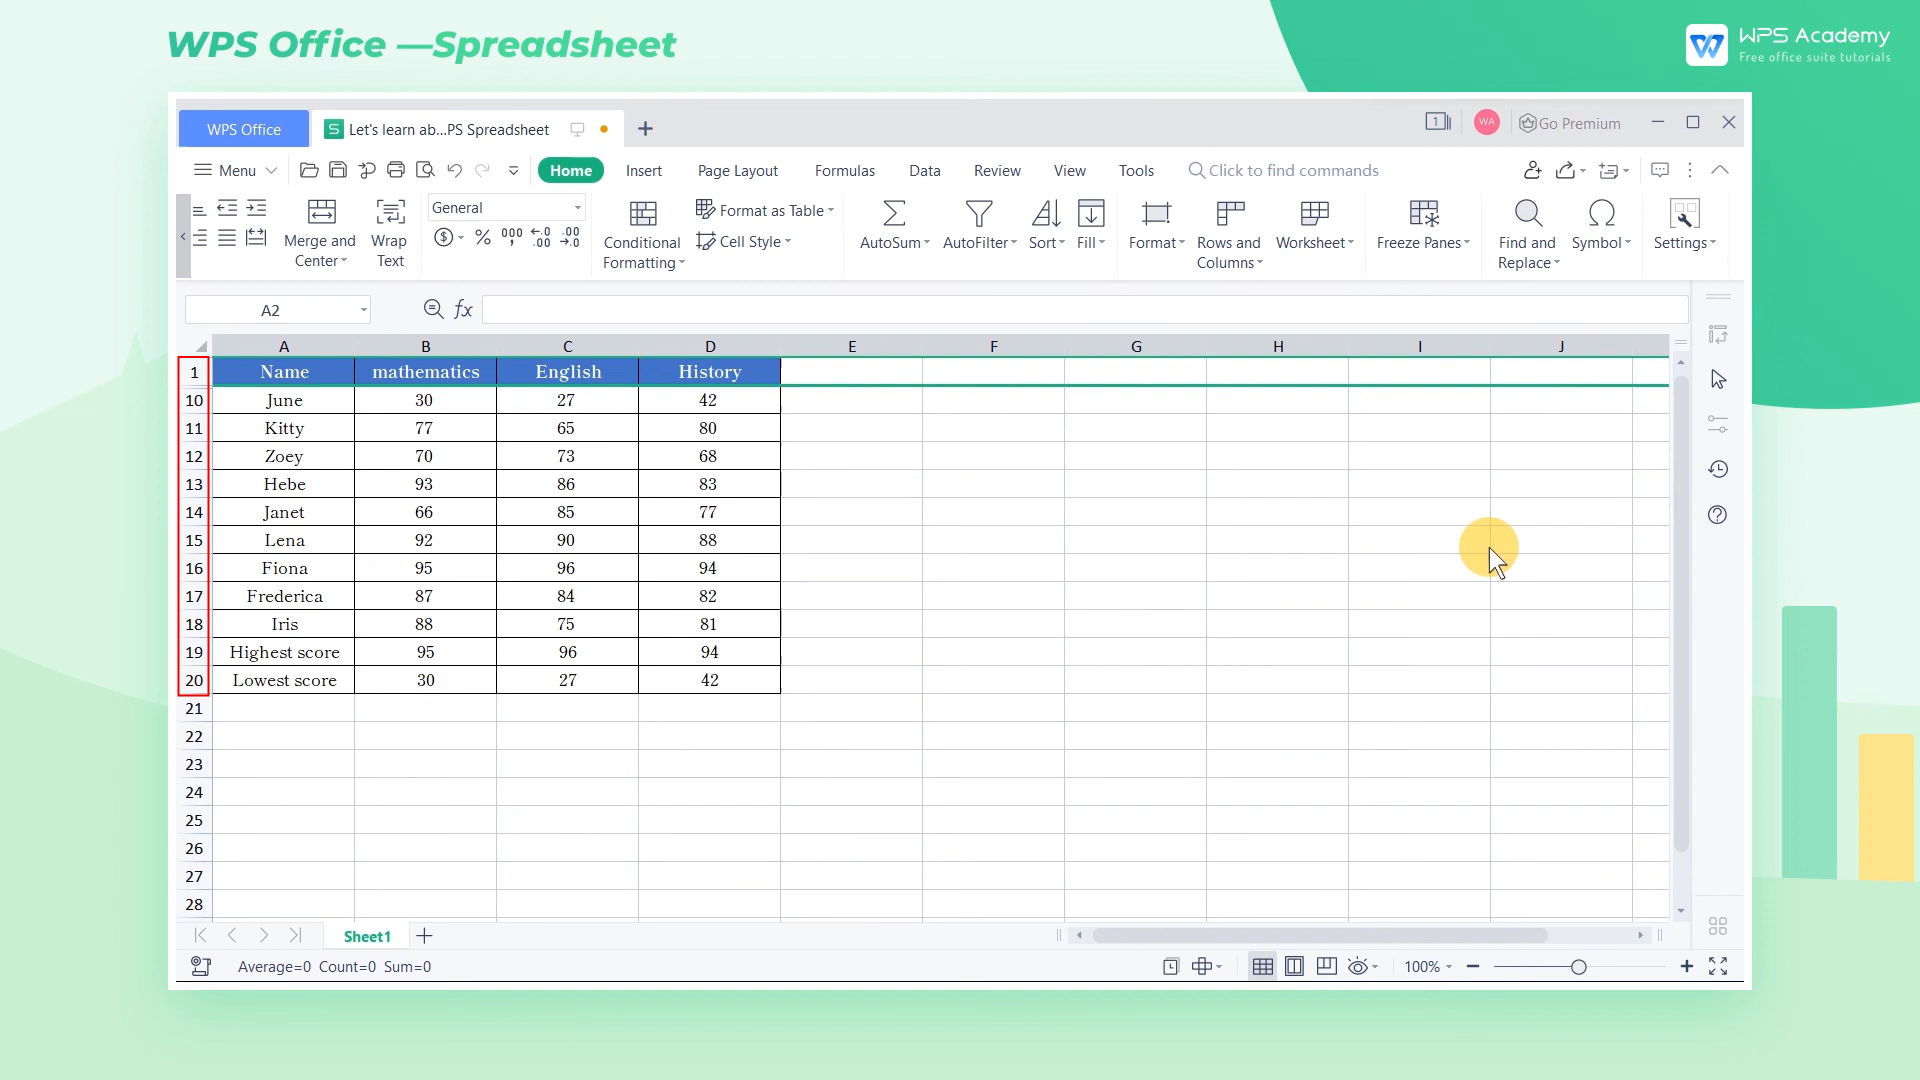 WPS Office —Spreadsheet
WPS Academy
Free office suite tutorials
WPS Office
Let's learn ab...PS Spreadsheet
1
WA
Go Premium
Menu
Home
Insert
Page Layout
Formulas
Data
Review
View
Tools
Click to find commands
General
Merge and Center
Wrap Text
Conditional Formatting
Format as Table
Cell Style
AutoSum
AutoFilter
Sort
Fill
Format
Rows and Columns
Worksheet
Freeze Panes
Find and Replace
Symbol
Settings
A2
fx
A B C D E F G H I J
1 Name mathematics English History
10 June 30 27 42
11 Kitty 77 65 80
12 Zoey 70 73 68
13 Hebe 93 86 83
14 Janet 66 85 77
15 Lena 92 90 88
16 Fiona 95 96 94
17 Frederica 87 84 82
18 Iris 88 75 81
19 Highest score 95 96 94
20 Lowest score 30 27 42
21
22
23
24
25
26
27
28
Sheet1
Average=0 Count=0 Sum=0
100%